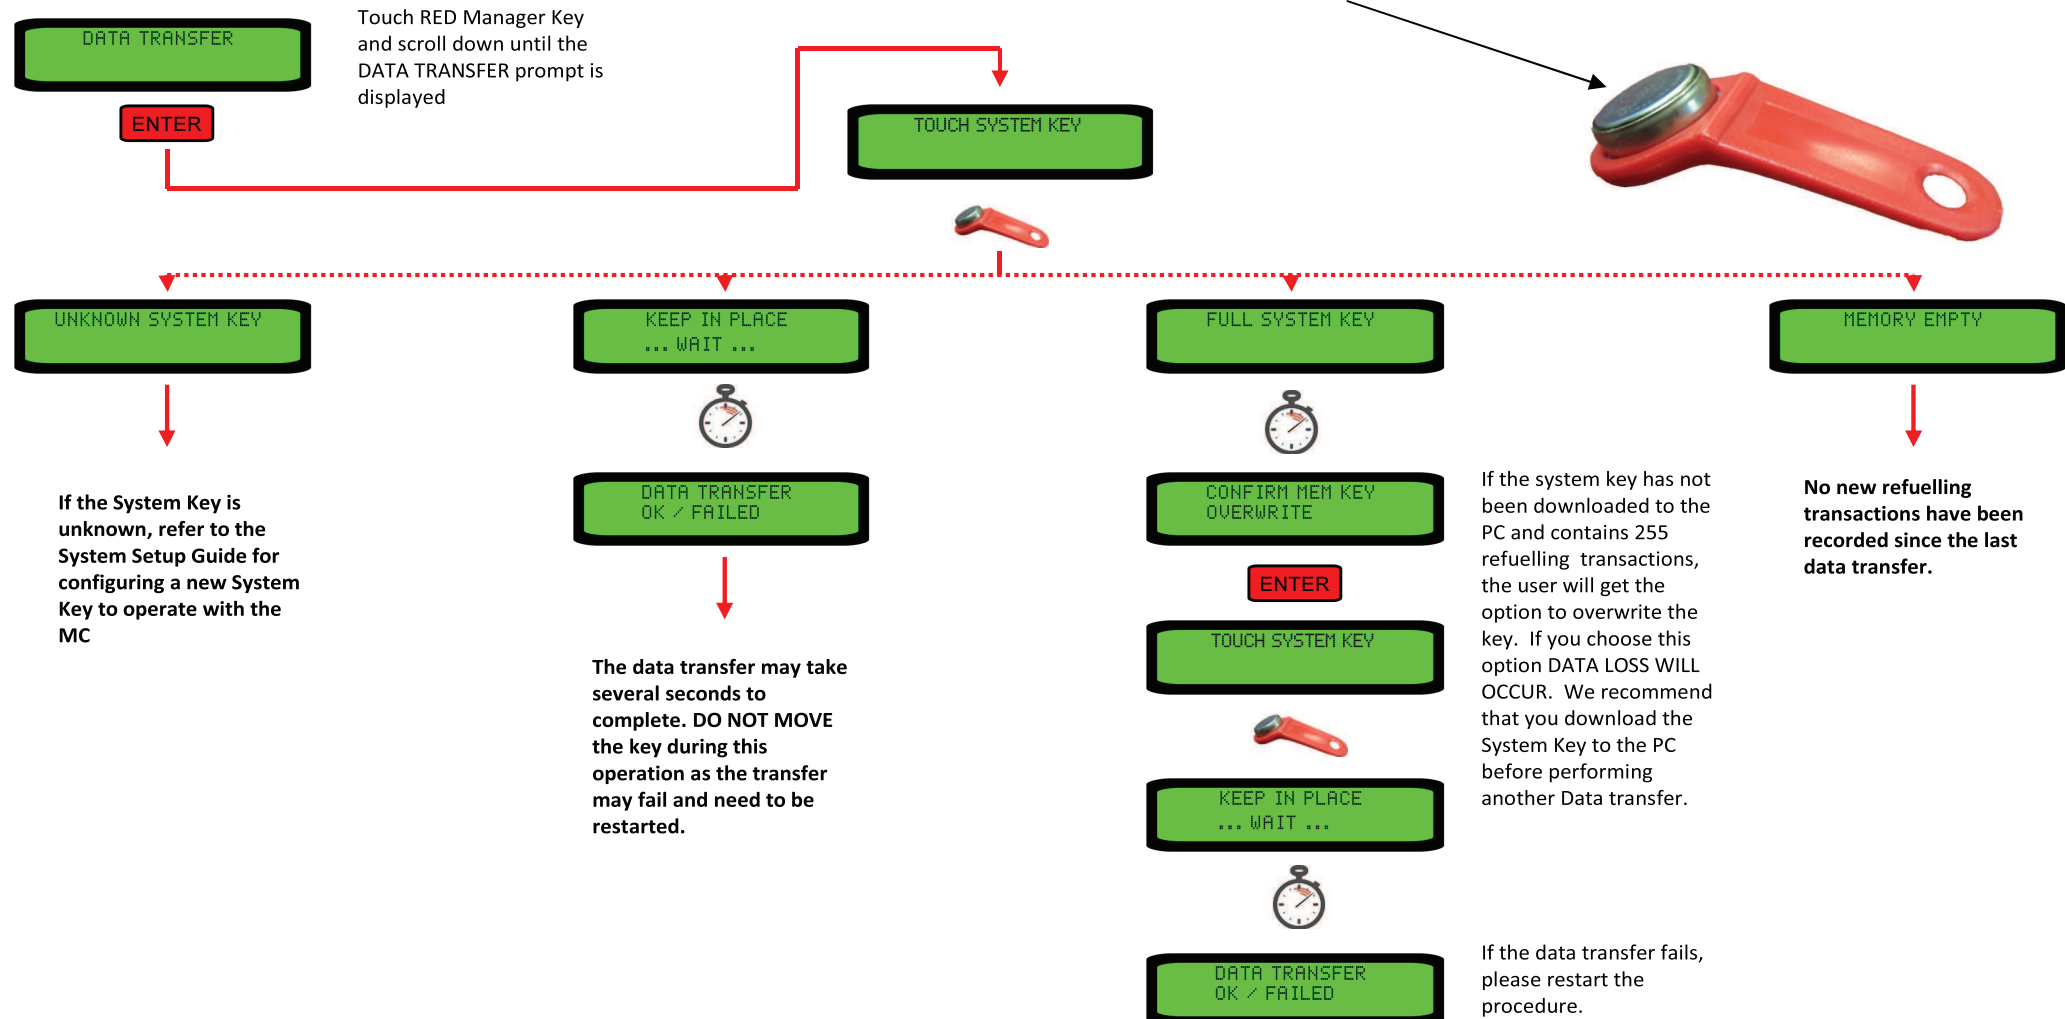 DATA TRANSFER
Touch RED Manager Key
and scroll down until the
DATA TRANSFER prompt is
displayed
ENTER
TOUCH SYSTEM KEY
UNKNOWN SYSTEM KEY
If the System Key is
unknown, refer to the
System Setup Guide for
configuring a new System
Key to operate with the
MC
KEEP IN PLACE
... WAIT ...
DATA TRANSFER
OK / FAILED
The data transfer may take
several seconds to
complete. DO NOT MOVE
the key during this
operation as the transfer
may fail and need to be
restarted.
FULL SYSTEM KEY
CONFIRM MEM KEY
OVERWRITE
ENTER
TOUCH SYSTEM KEY
KEEP IN PLACE
... WAIT ...
DATA TRANSFER
OK / FAILED
If the system key has not
been downloaded to the
PC and contains 255
refuelling  transactions,
the user will get the
option to overwrite the
key.  If you choose this
option DATA LOSS WILL
OCCUR.  We recommend
that you download the
System Key to the PC
before performing
another Data transfer.
If the data transfer fails,
please restart the
procedure.
MEMORY EMPTY
No new refuelling
transactions have been
recorded since the last
data transfer.